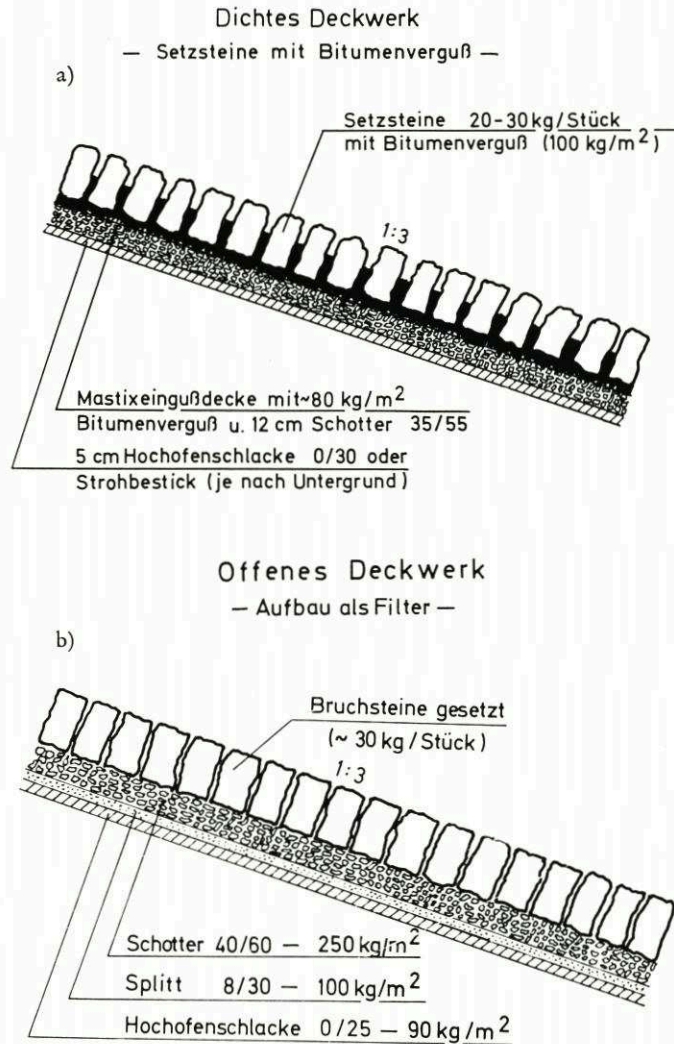 Dichtes Deckwerk
— Setzsteine mit Bitumenverguß —
a)
Setzsteine 20-30kg/Stück
mit Bitumenverguß (100 kg/m²)
1:3
Mastixeingußdecke mit~80 kg/m²
Bitumenverguß u. 12 cm Schotter 35/55
5 cm Hochofenschlacke 0/30 oder
Strohbestick (je nach Untergrund)
Offenes Deckwerk
— Aufbau als Filter —
b)
Bruchsteine gesetzt
(~ 30 kg / Stück)
1:3
Schotter 40/60 — 250 kg/m²
Splitt 8/30 — 100 kg/m²
Hochofenschlacke 0/25 — 90 kg/m²